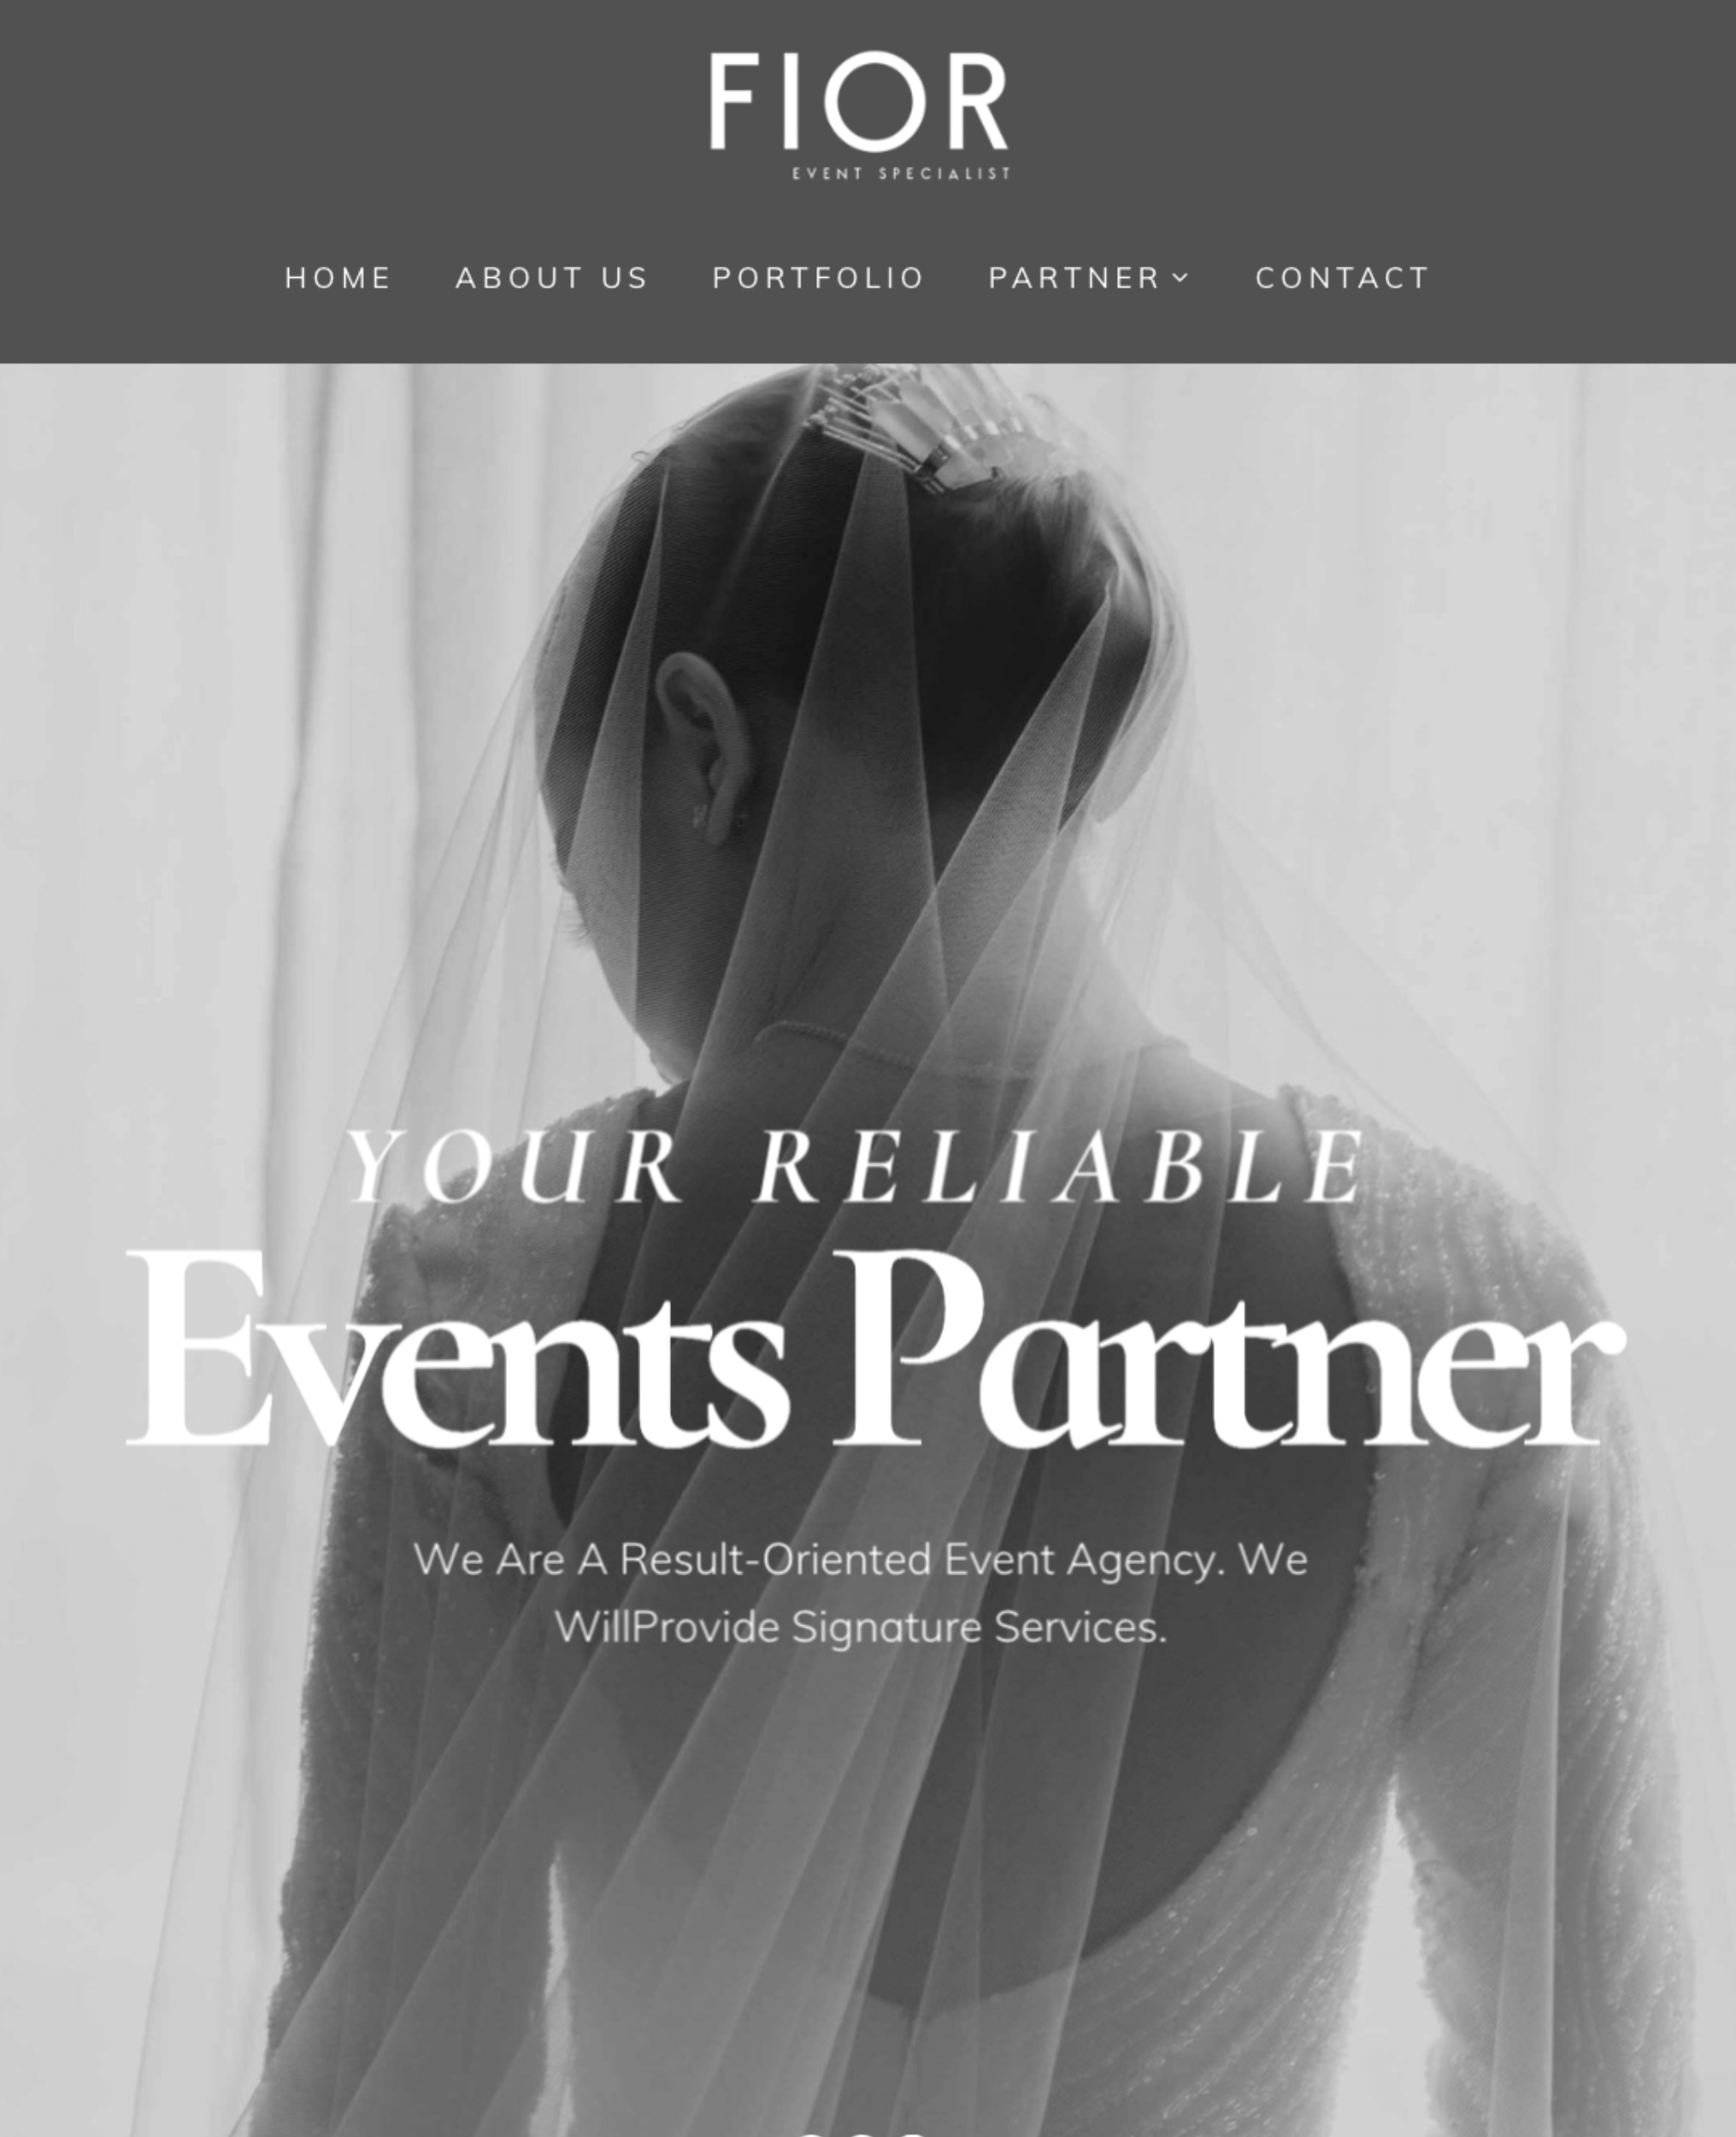 FIOR
EVENT SPECIALIST
HOME ABOUT US PORTFOLIO PARTNER CONTACT
YOUR RELIABLE
Events Partner
We Are A Result-Oriented Event Agency. We
WillProvide Signature Services.